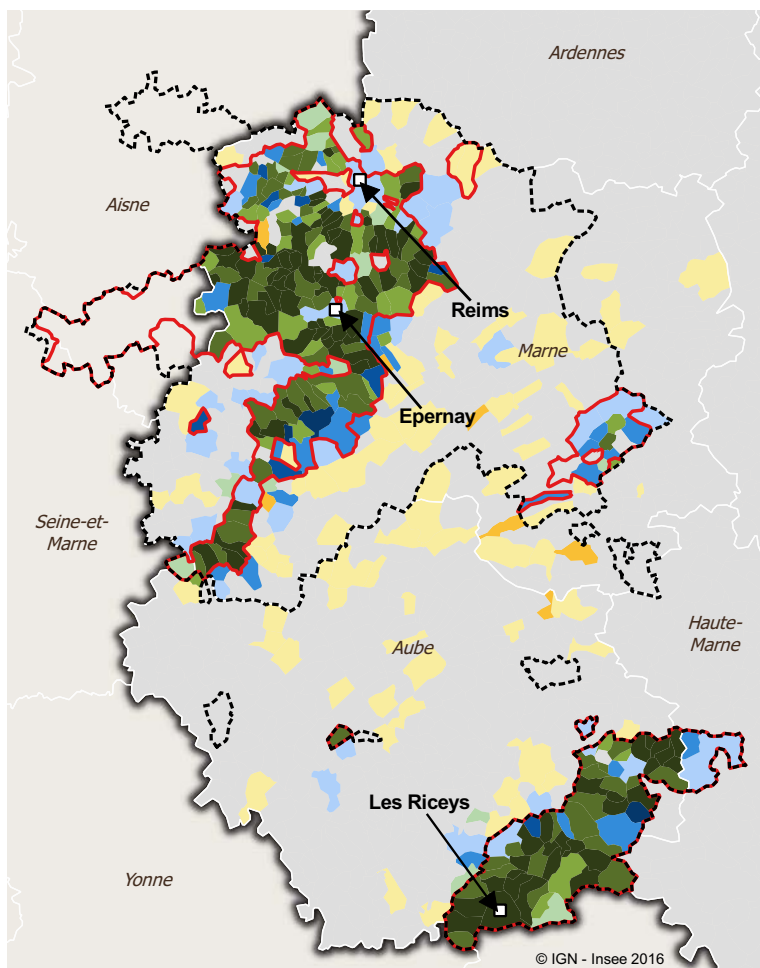 Ardennes
Aisne
Reims
Marne
Epernay
Seine-et-
Marne
Haute-
Marne
Aube
Les Riceys
Yonne
© IGN - Insee 2016